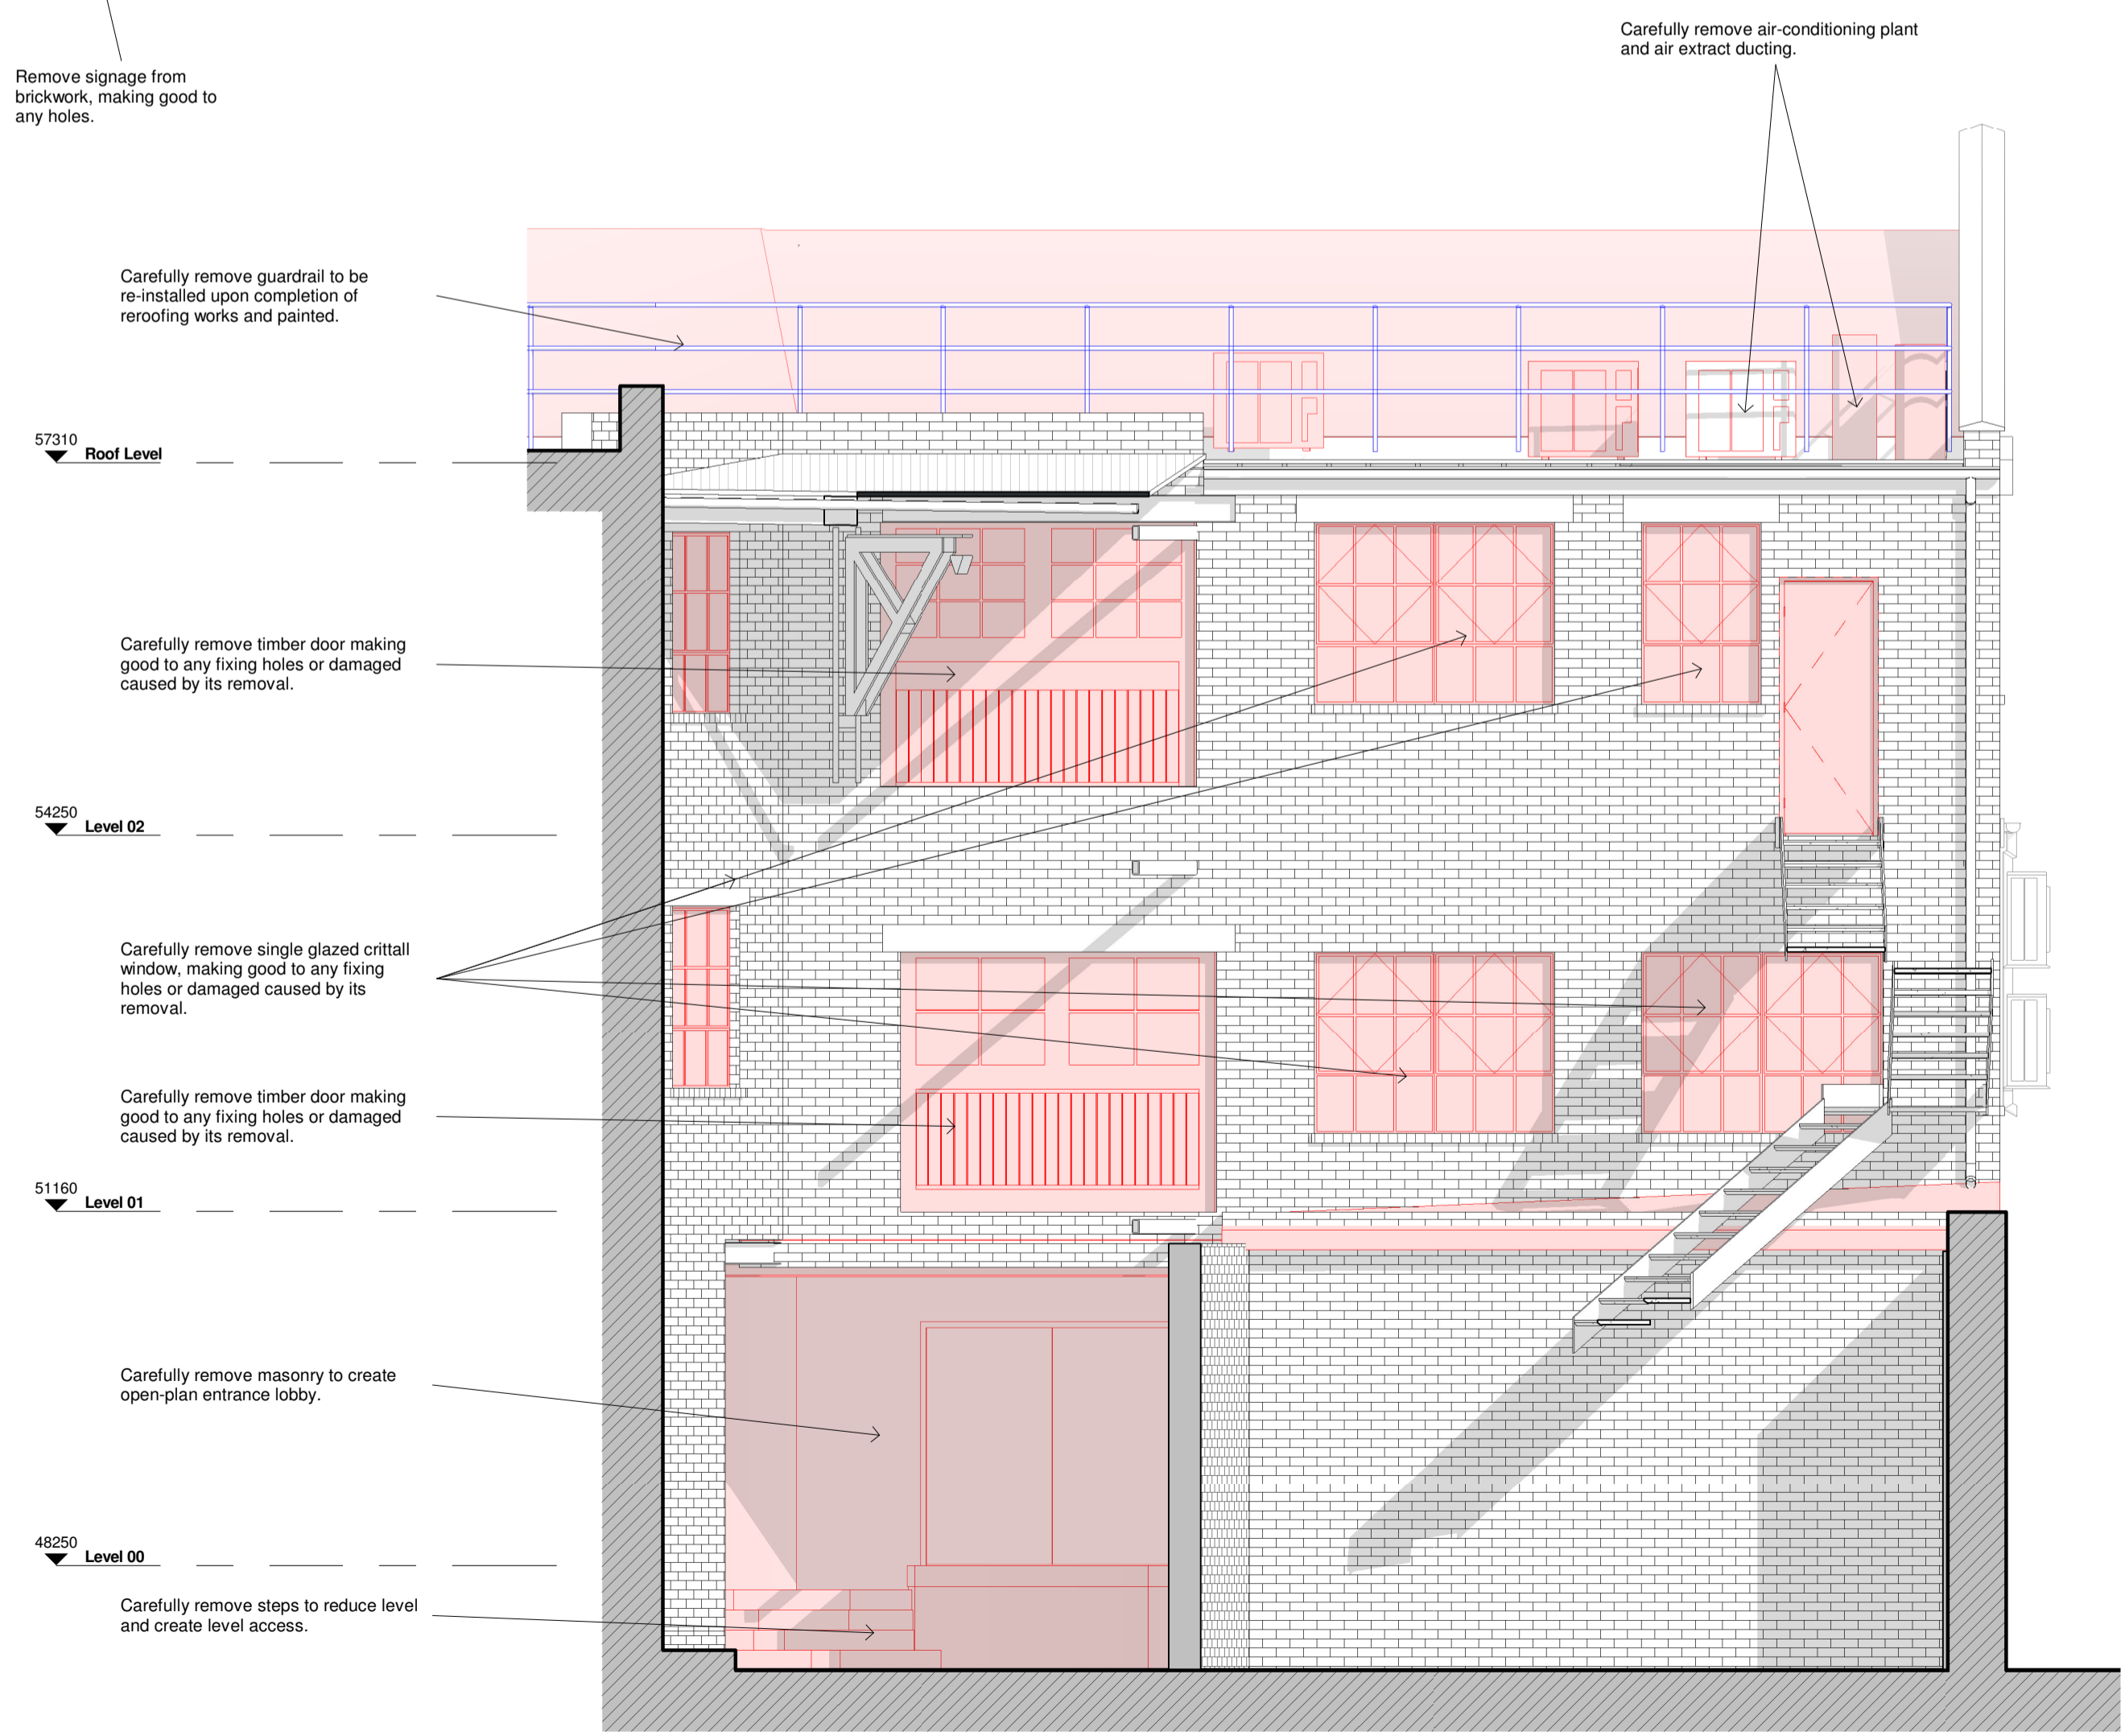 Carefully remove air-conditioning plant
and air extract ducting.
Remove signage from
brickwork, making good to
any holes.
Carefully remove guardrail to be
re-installed upon completion of
reroofing works and painted.
57310
Roof Level
Carefully remove timber door making
good to any fixing holes or damaged
caused by its removal.
54250
Level 02
Carefully remove single glazed crittall
window, making good to any fixing
holes or damaged caused by its
removal.
Carefully remove timber door making
good to any fixing holes or damaged
caused by its removal.
51160
Level 01
Carefully remove masonry to create
open-plan entrance lobby.
48250
Level 00
Carefully remove steps to reduce level
and create level access.